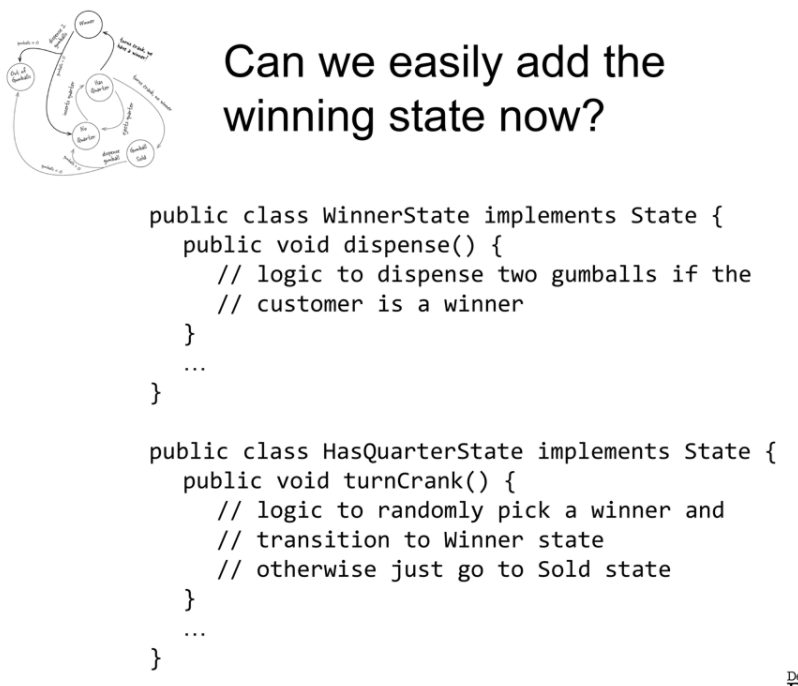 Winner
gumballs = 0
dispense 2
gumballs
turns crank, we
have a winner!
Out of
Gumballs
gumballs > 0
Has
Quarter
inserts quarter
turns crank, no winner
ejects quarter
No
Quarter
Gumball
Sold
dispense
gumball
gumballs > 0
gumballs = 0
Can we easily add the
winning state now?
public class WinnerState implements State {
public void dispense() {
// logic to dispense two gumballs if the
// customer is a winner
}
...
}
public class HasQuarterState implements State {
public void turnCrank() {
// logic to randomly pick a winner and
// transition to Winner state
// otherwise just go to Sold state
}
...
}